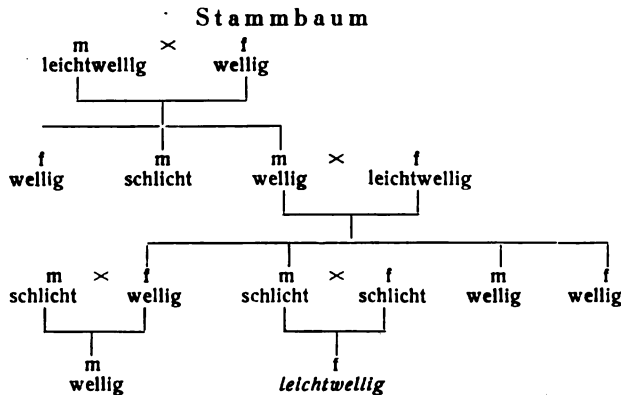 Stammbaum
m × f
leichtwellig wellig
f m m × f
wellig schlicht wellig leichtwellig
m × f m × f m f
schlicht wellig schlicht schlicht wellig wellig
m f
wellig leichtwellig